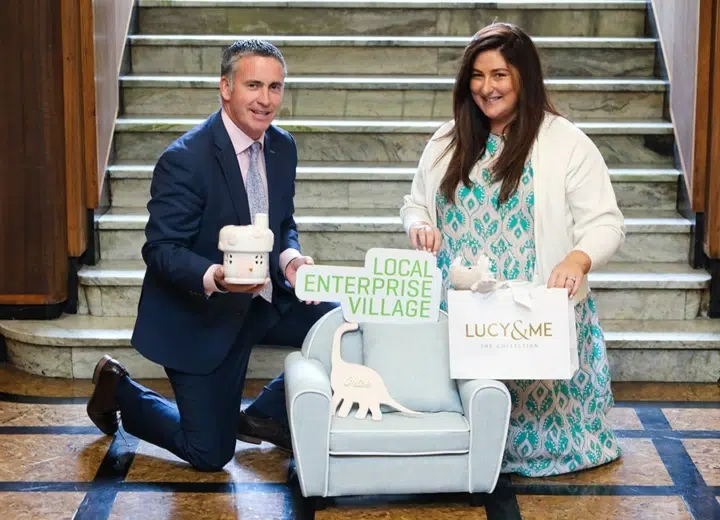 LOCAL
ENTERPRISE
VILLAGE
LUCY&ME
THE COLLECTION